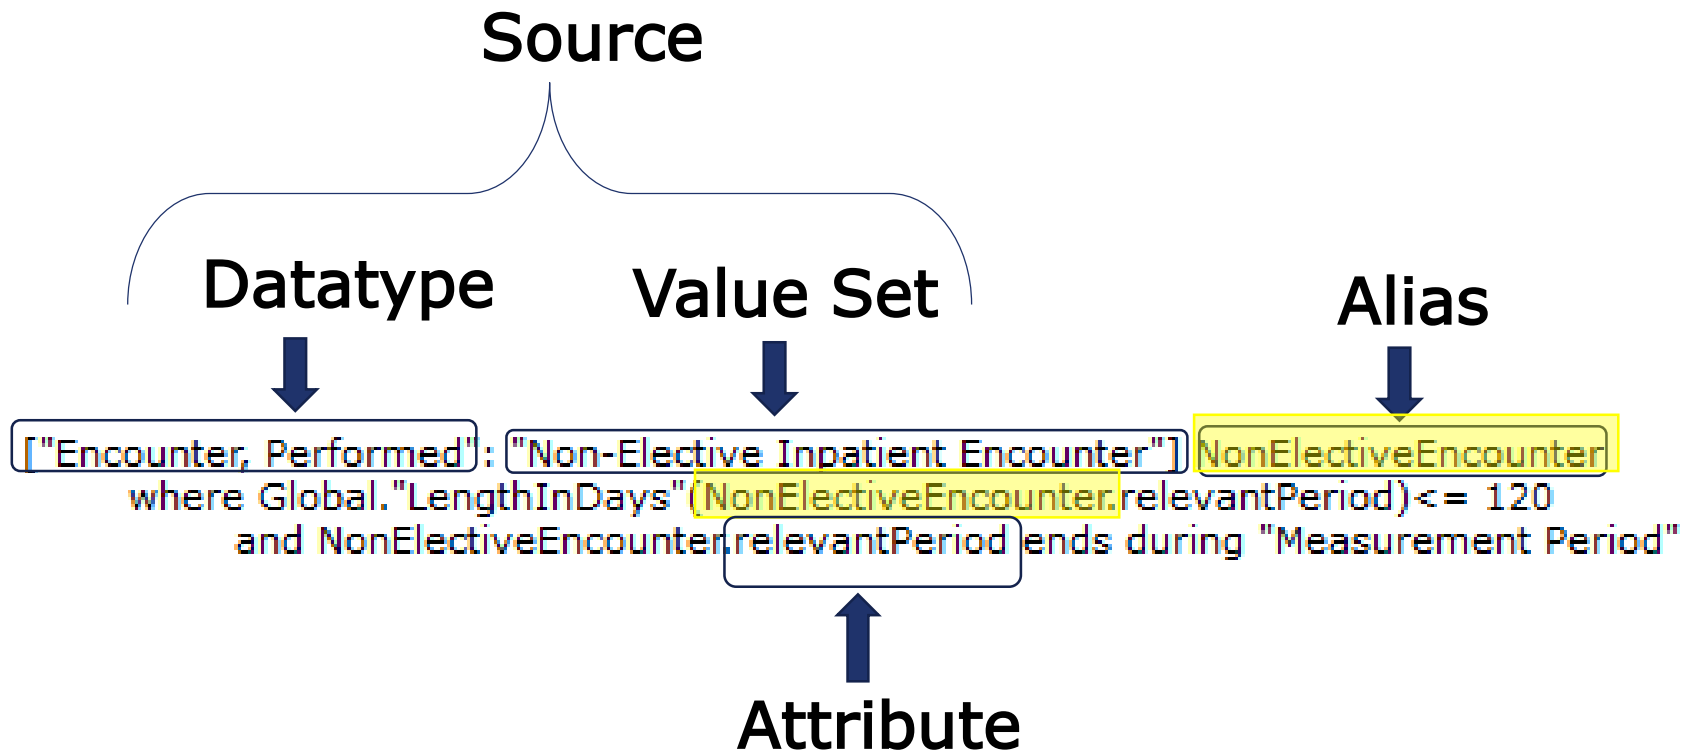 Source
Datatype
Value Set
Alias
["Encounter, Performed": "Non-Elective Inpatient Encounter"] NonElectiveEncounter
where Global."LengthInDays"(NonElectiveEncounter.relevantPeriod)<= 120
and NonElectiveEncounter.relevantPeriod ends during "Measurement Period"
Attribute